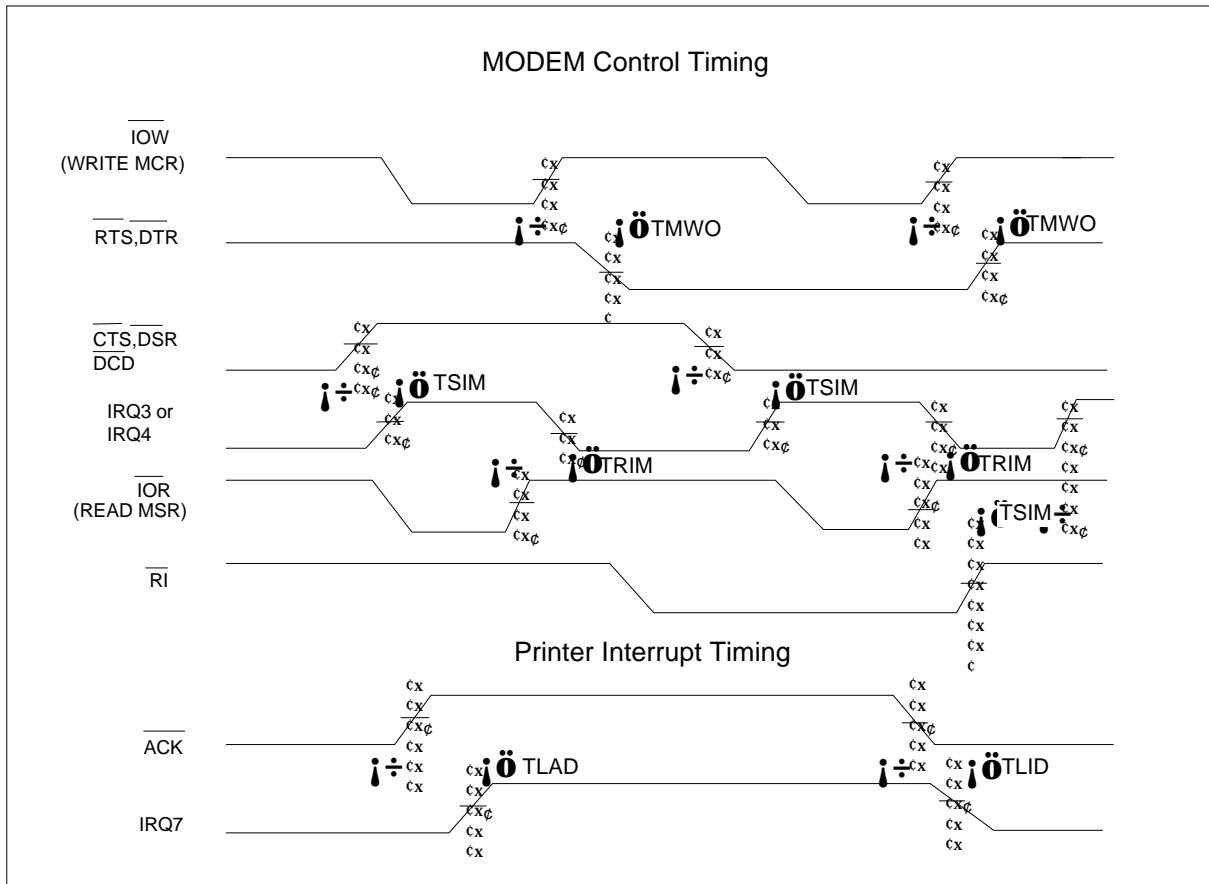 MODEM Control Timing
IOW
(WRITE MCR)
RTS,DTR
TMWO
TMWO
CTS,DSR
DCD
TSIM
TSIM
IRQ3 or
IRQ4
TRIM
TRIM
IOR
(READ MSR)
TSIM
RI
Printer Interrupt Timing
ACK
TLAD
TLID
IRQ7